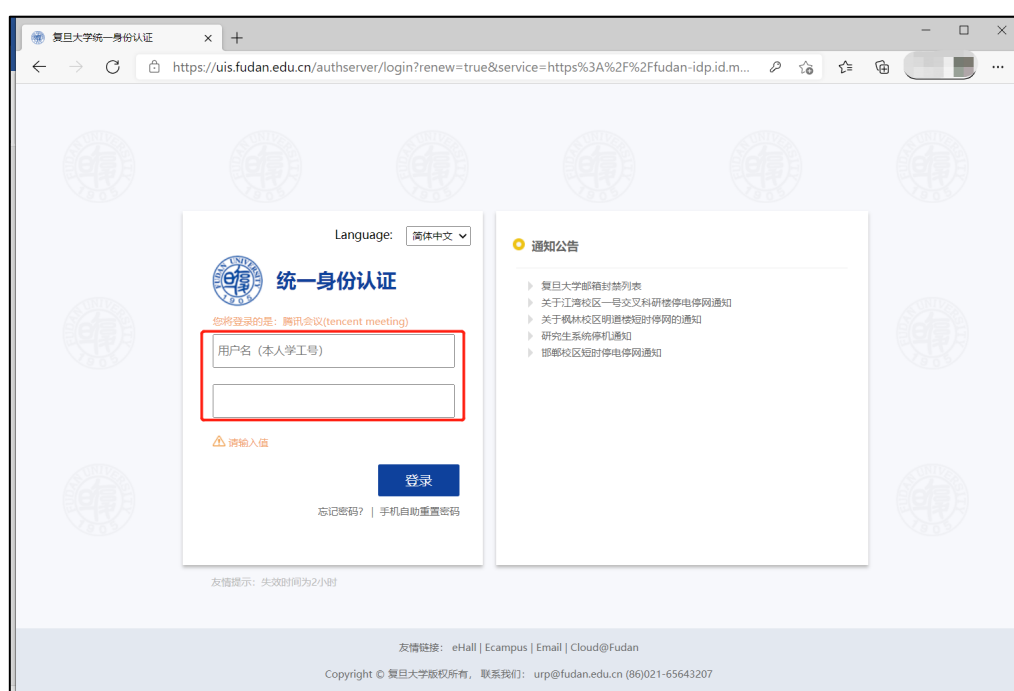 复旦大学统一身份认证
https://uis.fudan.edu.cn/authserver/login?renew=true&service=https%3A%2F%2Ffudan-idp.id.m...
Language: 简体中文
统一身份认证
您将登录的是：腾讯会议(tencent meeting)
用户名（本人学工号）
请输入值
登录
忘记密码? | 手机自助重置密码
通知公告
复旦大学邮箱封禁列表
关于江湾校区一号交叉科研楼停电停网通知
关于枫林校区明道楼短时停网的通知
研究生系统停机通知
邯郸校区短时停电停网通知
友情提示：失效时间为2小时
友情链接： eHall | Ecampus | Email | Cloud@Fudan
Copyright © 复旦大学版权所有， 联系我们： urp@fudan.edu.cn (86)021-65643207